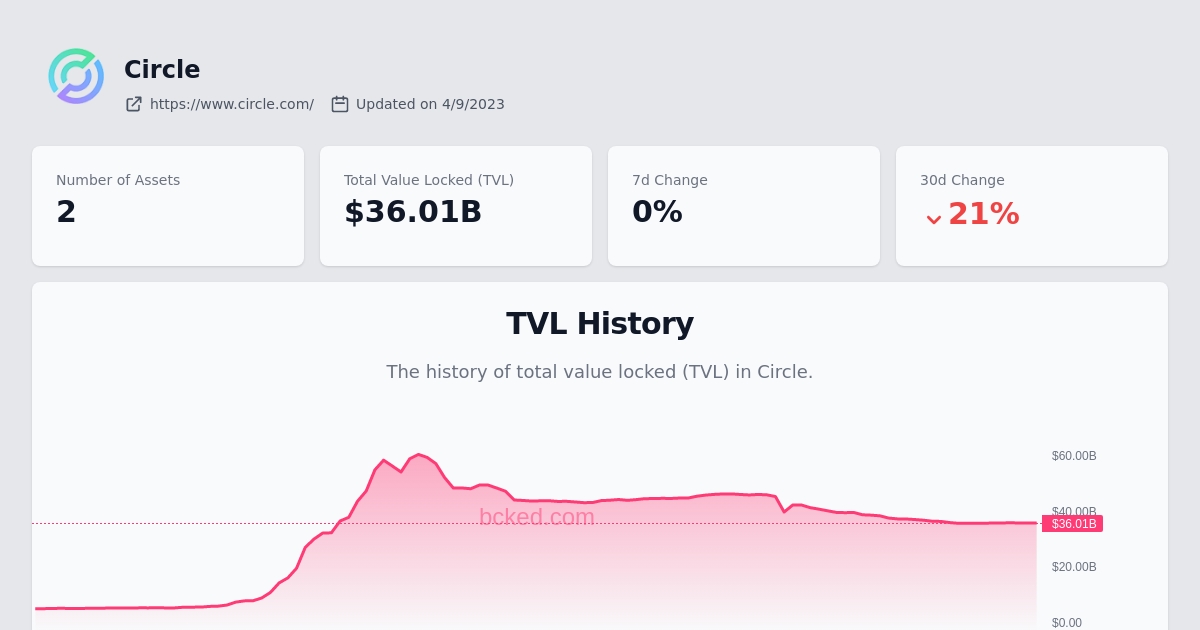 Circle
https://www.circle.com/ Updated on 4/9/2023
Number of Assets
2
Total Value Locked (TVL)
$36.01B
7d Change
0%
30d Change
21%
TVL History
The history of total value locked (TVL) in Circle.
$60.00B
$40.00B
$36.01B
bcked.com
$20.00B
$0.00